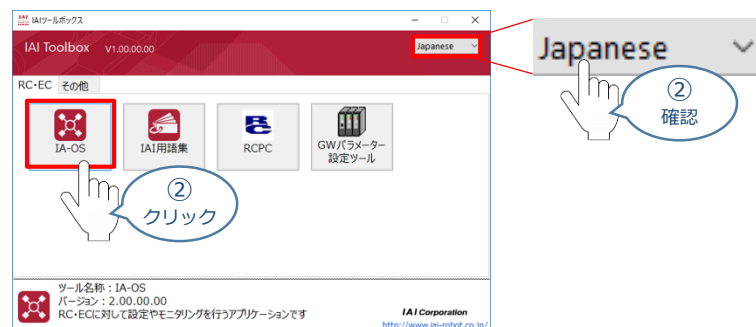 IAIツールボックス
IAI Toolbox V1.00.00.00
Japanese
Japanese
②
確認
RC・EC その他
IA-OS
IAI用語集
RCPC
GWパラメーター
設定ツール
②
クリック
ツール名称：IA-OS
バージョン：2.00.00.00
RC・ECに対して設定やモニタリングを行うアプリケーションです
IAI Corporation
http://www.iai-robot.co.jp/